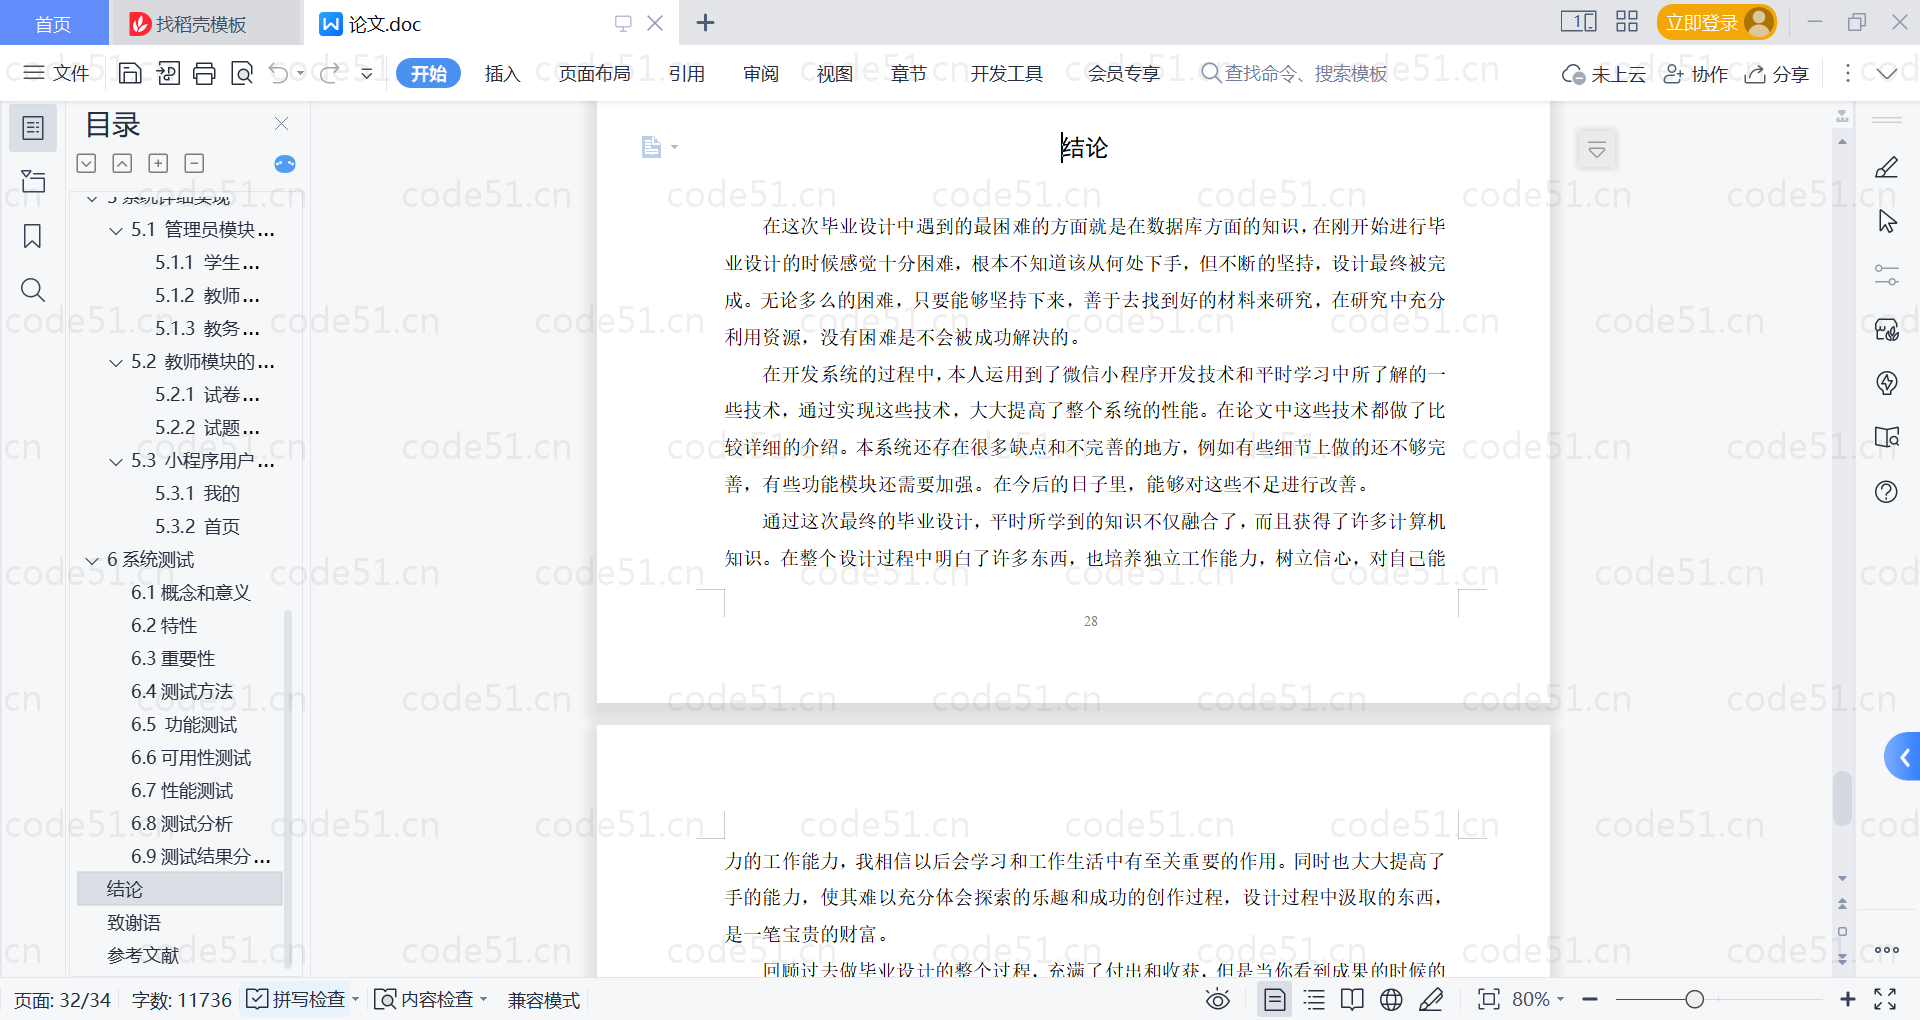 首页
找稻壳模板
论文.doc
立即登录
文件
开始
插入
页面布局
引用
审阅
视图
章节
开发工具
会员专享
查找命令、搜索模板
未上云
协作
分享
目录
5 系统详细实现
5.1 管理员模块...
5.1.1 学生...
5.1.2 教师...
5.1.3 教务...
5.2 教师模块的...
5.2.1 试卷...
5.2.2 试题...
5.3 小程序用户...
5.3.1 我的
5.3.2 首页
6 系统测试
6.1 概念和意义
6.2 特性
6.3 重要性
6.4 测试方法
6.5 功能测试
6.6 可用性测试
6.7 性能测试
6.8 测试分析
6.9 测试结果分...
结论
致谢语
参考文献
结论
在这次毕业设计中遇到的最困难的方面就是在数据库方面的知识，在刚开始进行毕
业设计的时候感觉十分困难，根本不知道该从何处下手，但不断的坚持，设计最终被完
成。无论多么的困难，只要能够坚持下来，善于去找到好的材料来研究，在研究中充分
利用资源，没有困难是不会被成功解决的。
在开发系统的过程中，本人运用到了微信小程序开发技术和平时学习中所了解的一
些技术，通过实现这些技术，大大提高了整个系统的性能。在论文中这些技术都做了比
较详细的介绍。本系统还存在很多缺点和不完善的地方，例如有些细节上做的还不够完
善，有些功能模块还需要加强。在今后的日子里，能够对这些不足进行改善。
通过这次最终的毕业设计，平时所学到的知识不仅融合了，而且获得了许多计算机
知识。在整个设计过程中明白了许多东西，也培养独立工作能力，树立信心，对自己能
28
力的工作能力，我相信以后会学习和工作生活中有至关重要的作用。同时也大大提高了
手的能力，使其难以充分体会探索的乐趣和成功的创作过程，设计过程中汲取的东西，
是一笔宝贵的财富。
回顾过去做毕业设计的整个过程，充满了付出和收获，但是当你看到成果的时候的
页面: 32/34
字数: 11736
拼写检查
内容检查
兼容模式
80%
code51.cn